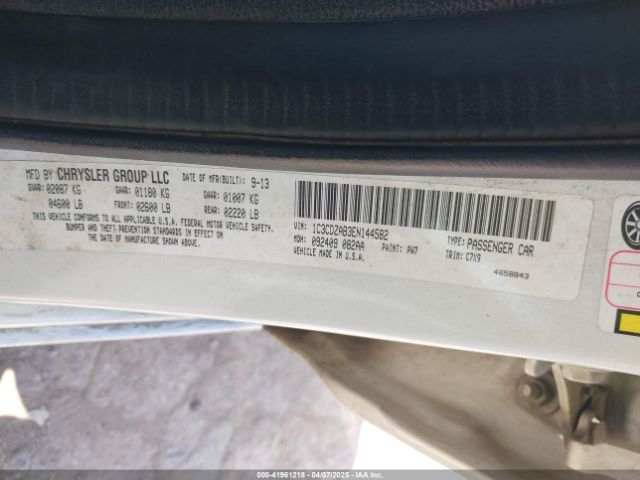 MFD BY CHRYSLER GROUP LLC DATE OF MFR(BUILT): 9-13
GVWR: 02087 KG GAWR: 01180 KG GAWR: 01007 KG
04600 LB FRONT: 02600 LB REAR: 02220 LB
THIS VEHICLE CONFORMS TO ALL APPLICABLE U.S.A. FEDERAL MOTOR VEHICLE SAFETY,
BUMPER AND THEFT PREVENTION STANDARDS IN EFFECT ON THE DATE OF
MANUFACTURE SHOWN ABOVE.
VIN: 1C3CDZAB3EN144582 TYPE: PASSENGER CAR
MDH: 092409 082AA PAINT: PW7 TRIM: C7X9
VEHICLE MADE IN U.S.A.
4658843
000-41961218 - 04/07/2025 - IAAI.COM